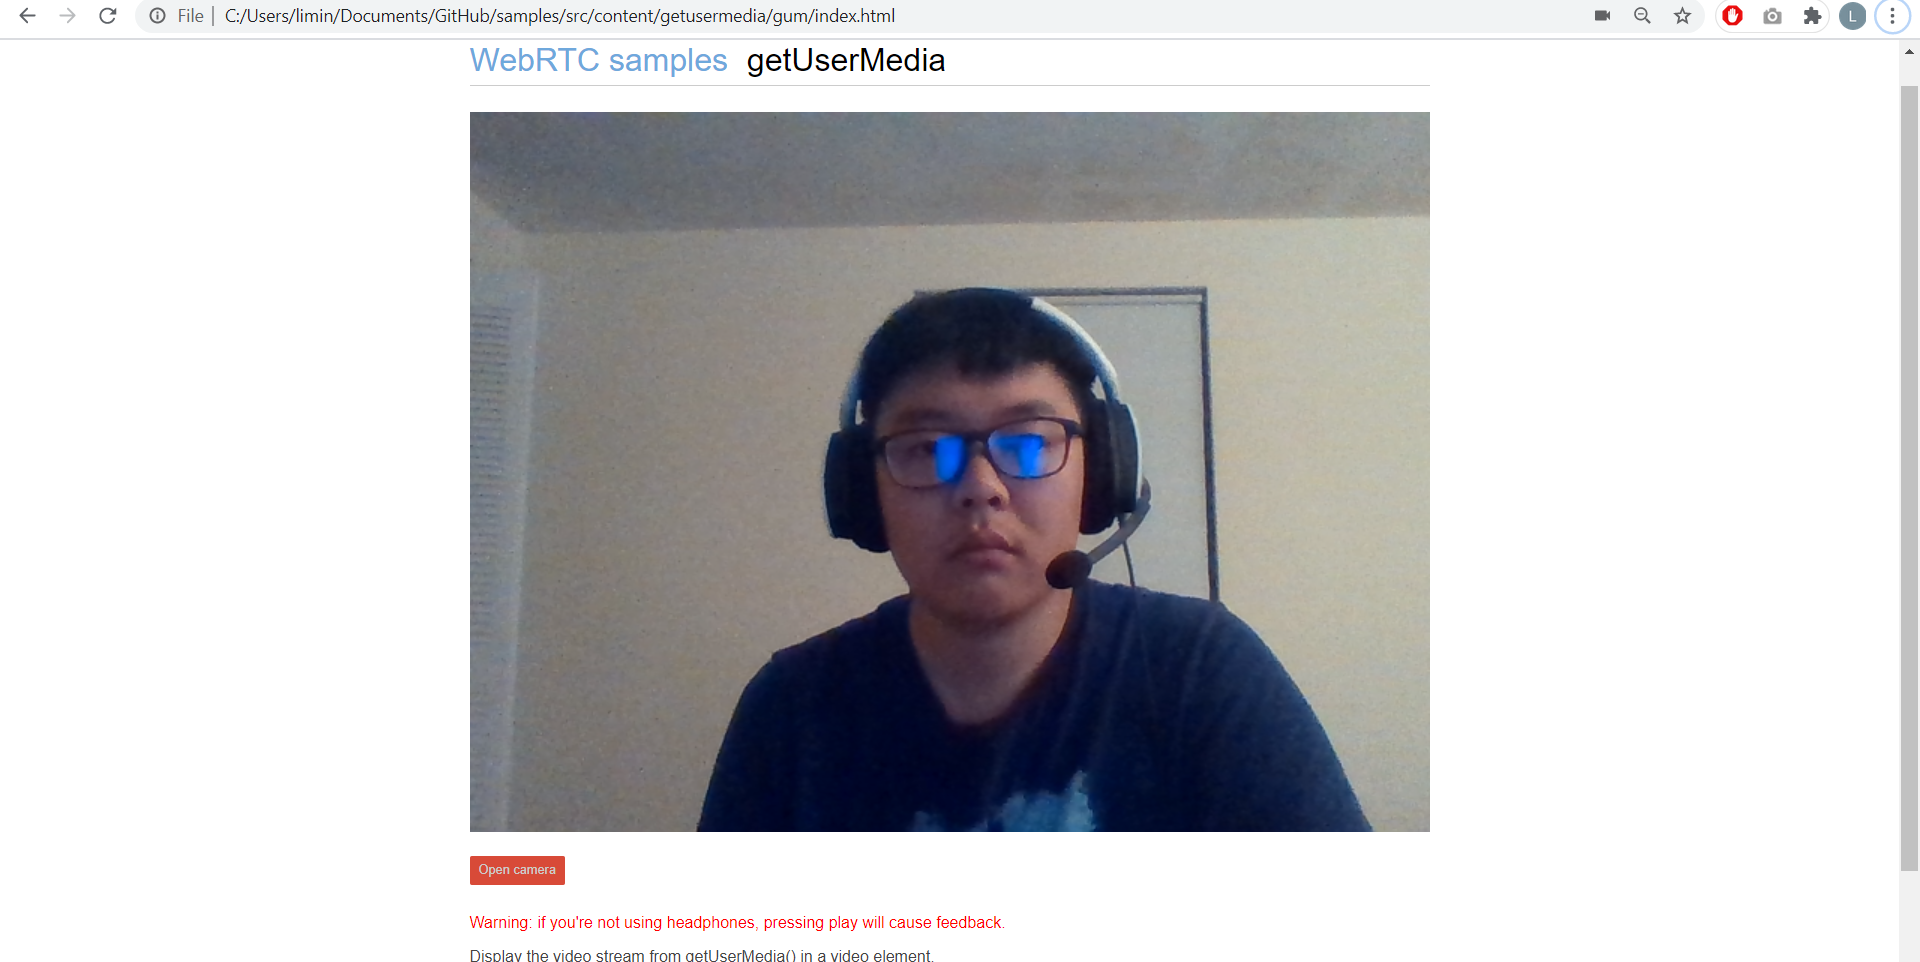 File C:/Users/limin/Documents/GitHub/samples/src/content/getusermedia/gum/index.html
L
WebRTC samples getUserMedia
Open camera
Warning: if you're not using headphones, pressing play will cause feedback.
Display the video stream from getUserMedia() in a video element.